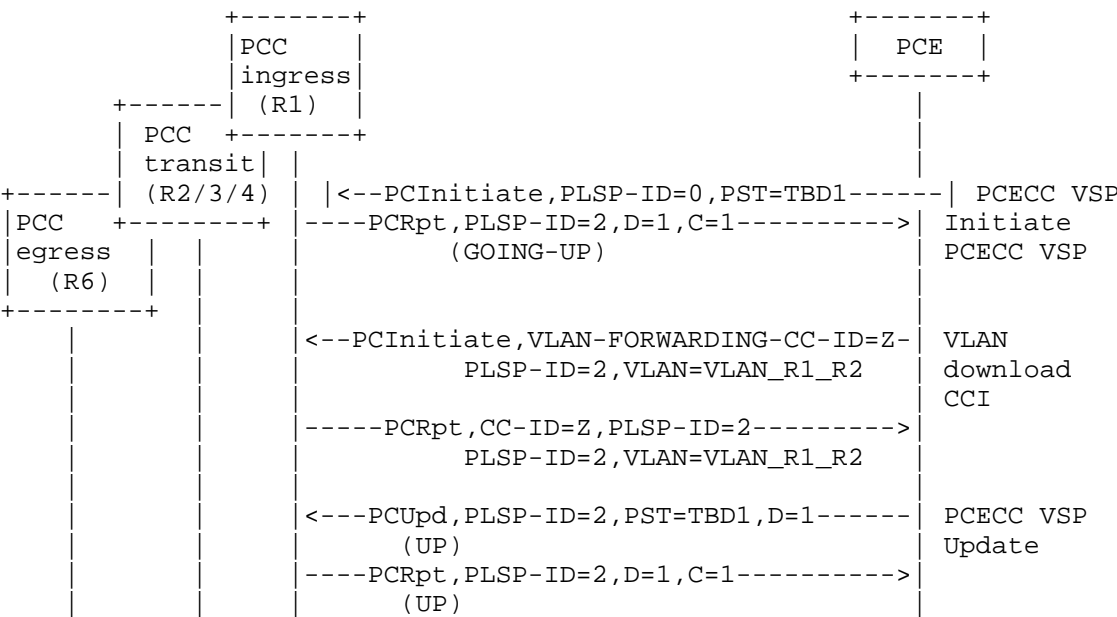 +-------+                                +-------+
                  |PCC    |                                |  PCE  |
                  |ingress|                                +-------+
           +------| (R1)  |                                    |
           | PCC  +-------+                                    |
           | transit|  |                                       |
    +------| (R2/3/4)  | |<--PCInitiate,PLSP-ID=0,PST=TBD1------| PCECC VSP
    |PCC   +--------+  |----PCRpt,PLSP-ID=2,D=1,C=1---------->| Initiate
    |egress  |  |      |         (GOING-UP)                   | PCECC VSP
    |  (R6)  |  |      |                                      |
    +--------+  |      |                                      |
        |       |      |<--PCInitiate,VLAN-FORWARDING-CC-ID=Z-| VLAN
        |       |      |          PLSP-ID=2,VLAN=VLAN_R1_R2   | download
        |       |      |                                      | CCI
        |       |      |-----PCRpt,CC-ID=Z,PLSP-ID=2--------->|
        |       |      |          PLSP-ID=2,VLAN=VLAN_R1_R2   |
        |       |      |                                      |
        |       |      |<---PCUpd,PLSP-ID=2,PST=TBD1,D=1------| PCECC VSP
        |       |      |      (UP)                            | Update
        |       |      |----PCRpt,PLSP-ID=2,D=1,C=1---------->|
        |       |      |      (UP)                            |